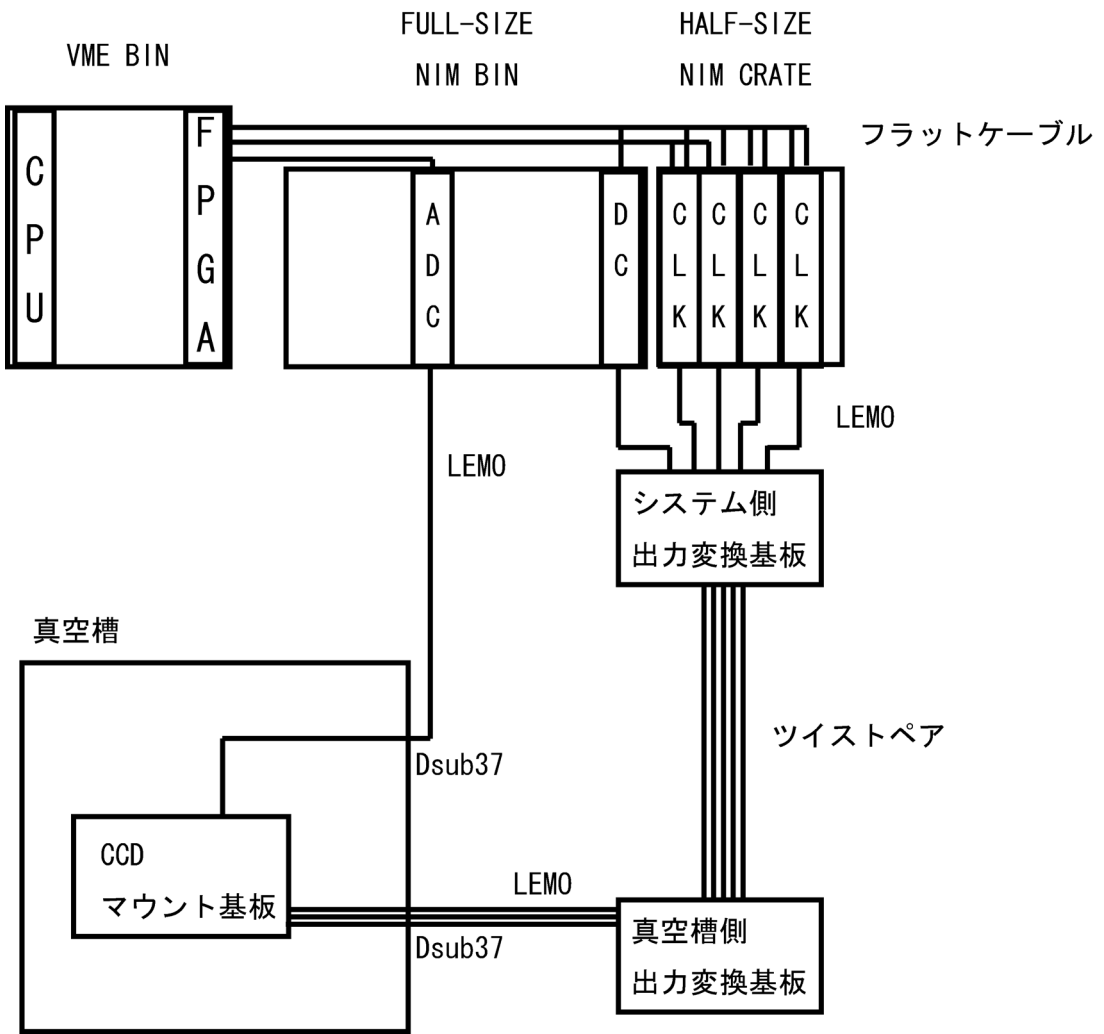 FULL-SIZE
NIM BIN
HALF-SIZE
NIM CRATE
VME BIN
フラットケーブル
CPU
FPGA
ADC
DC
CLK
CLK
CLK
CLK
LEMO
LEMO
システム側
出力変換基板
真空槽
ツイストペア
Dsub37
CCD
マウント基板
LEMO
Dsub37
真空槽側
出力変換基板